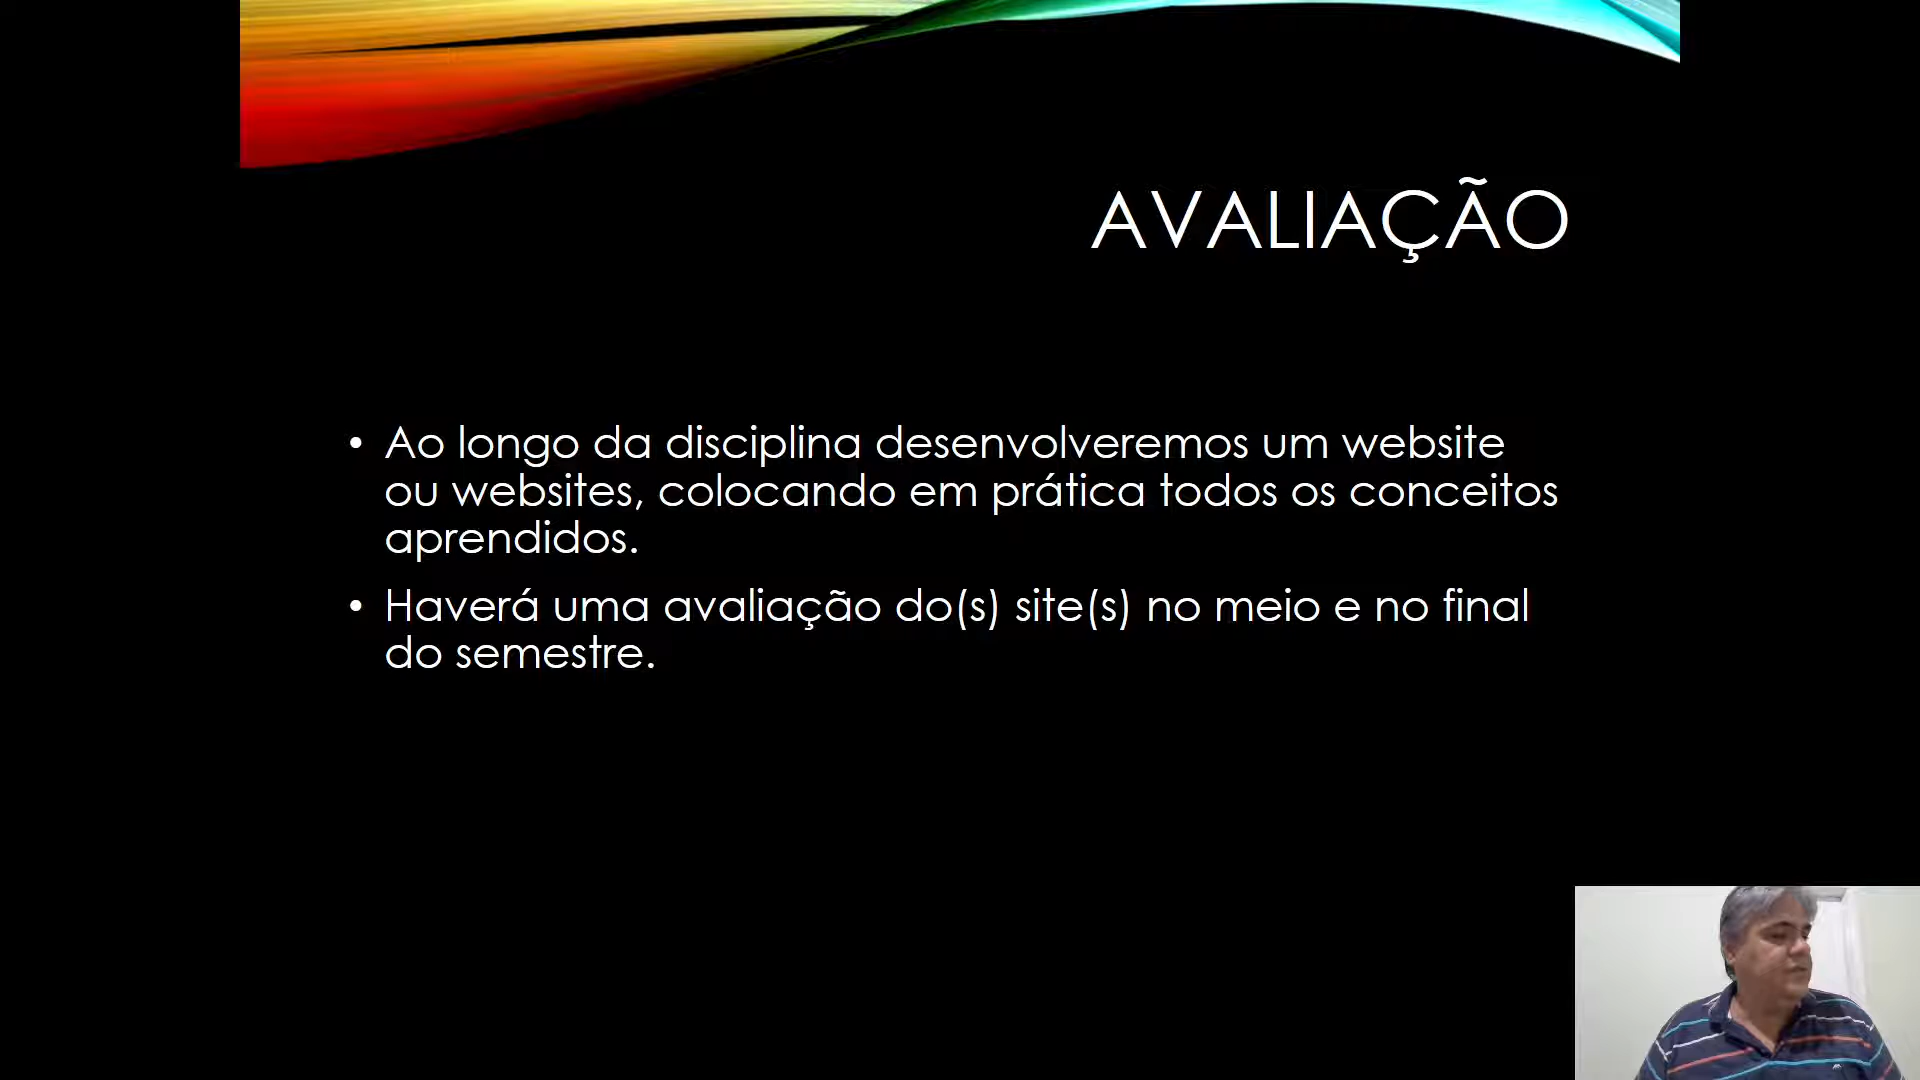 AVALIAÇÃO
• Ao longo da disciplina desenvolveremos um website
ou websites, colocando em prática todos os conceitos
aprendidos.
• Haverá uma avaliação do(s) site(s) no meio e no final
do semestre.